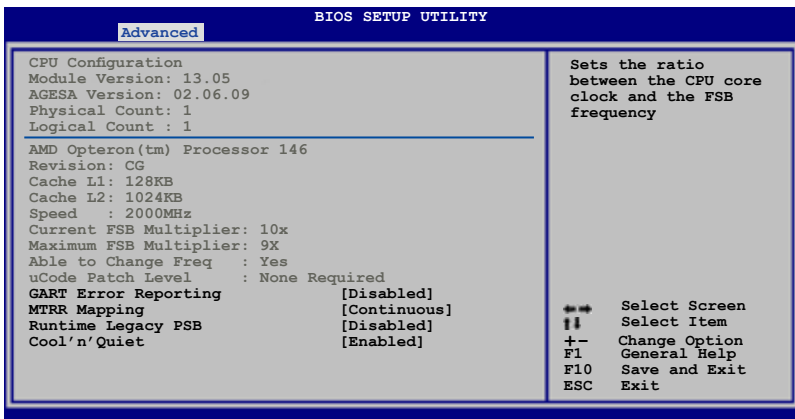 BIOS SETUP UTILITY
Advanced
CPU Configuration
Module Version: 13.05
AGESA Version: 02.06.09
Physical Count: 1
Logical Count : 1
AMD Opteron(tm) Processor 146
Revision: CG
Cache L1: 128KB
Cache L2: 1024KB
Speed : 2000MHz
Current FSB Multiplier: 10x
Maximum FSB Multiplier: 9X
Able to Change Freq : Yes
uCode Patch Level : None Required
GART Error Reporting [Disabled]
MTRR Mapping [Continuous]
Runtime Legacy PSB [Disabled]
Cool'n'Quiet [Enabled]
Sets the ratio
between the CPU core
clock and the FSB
frequency
←→ Select Screen
↑↓ Select Item
+- Change Option
F1 General Help
F10 Save and Exit
ESC Exit